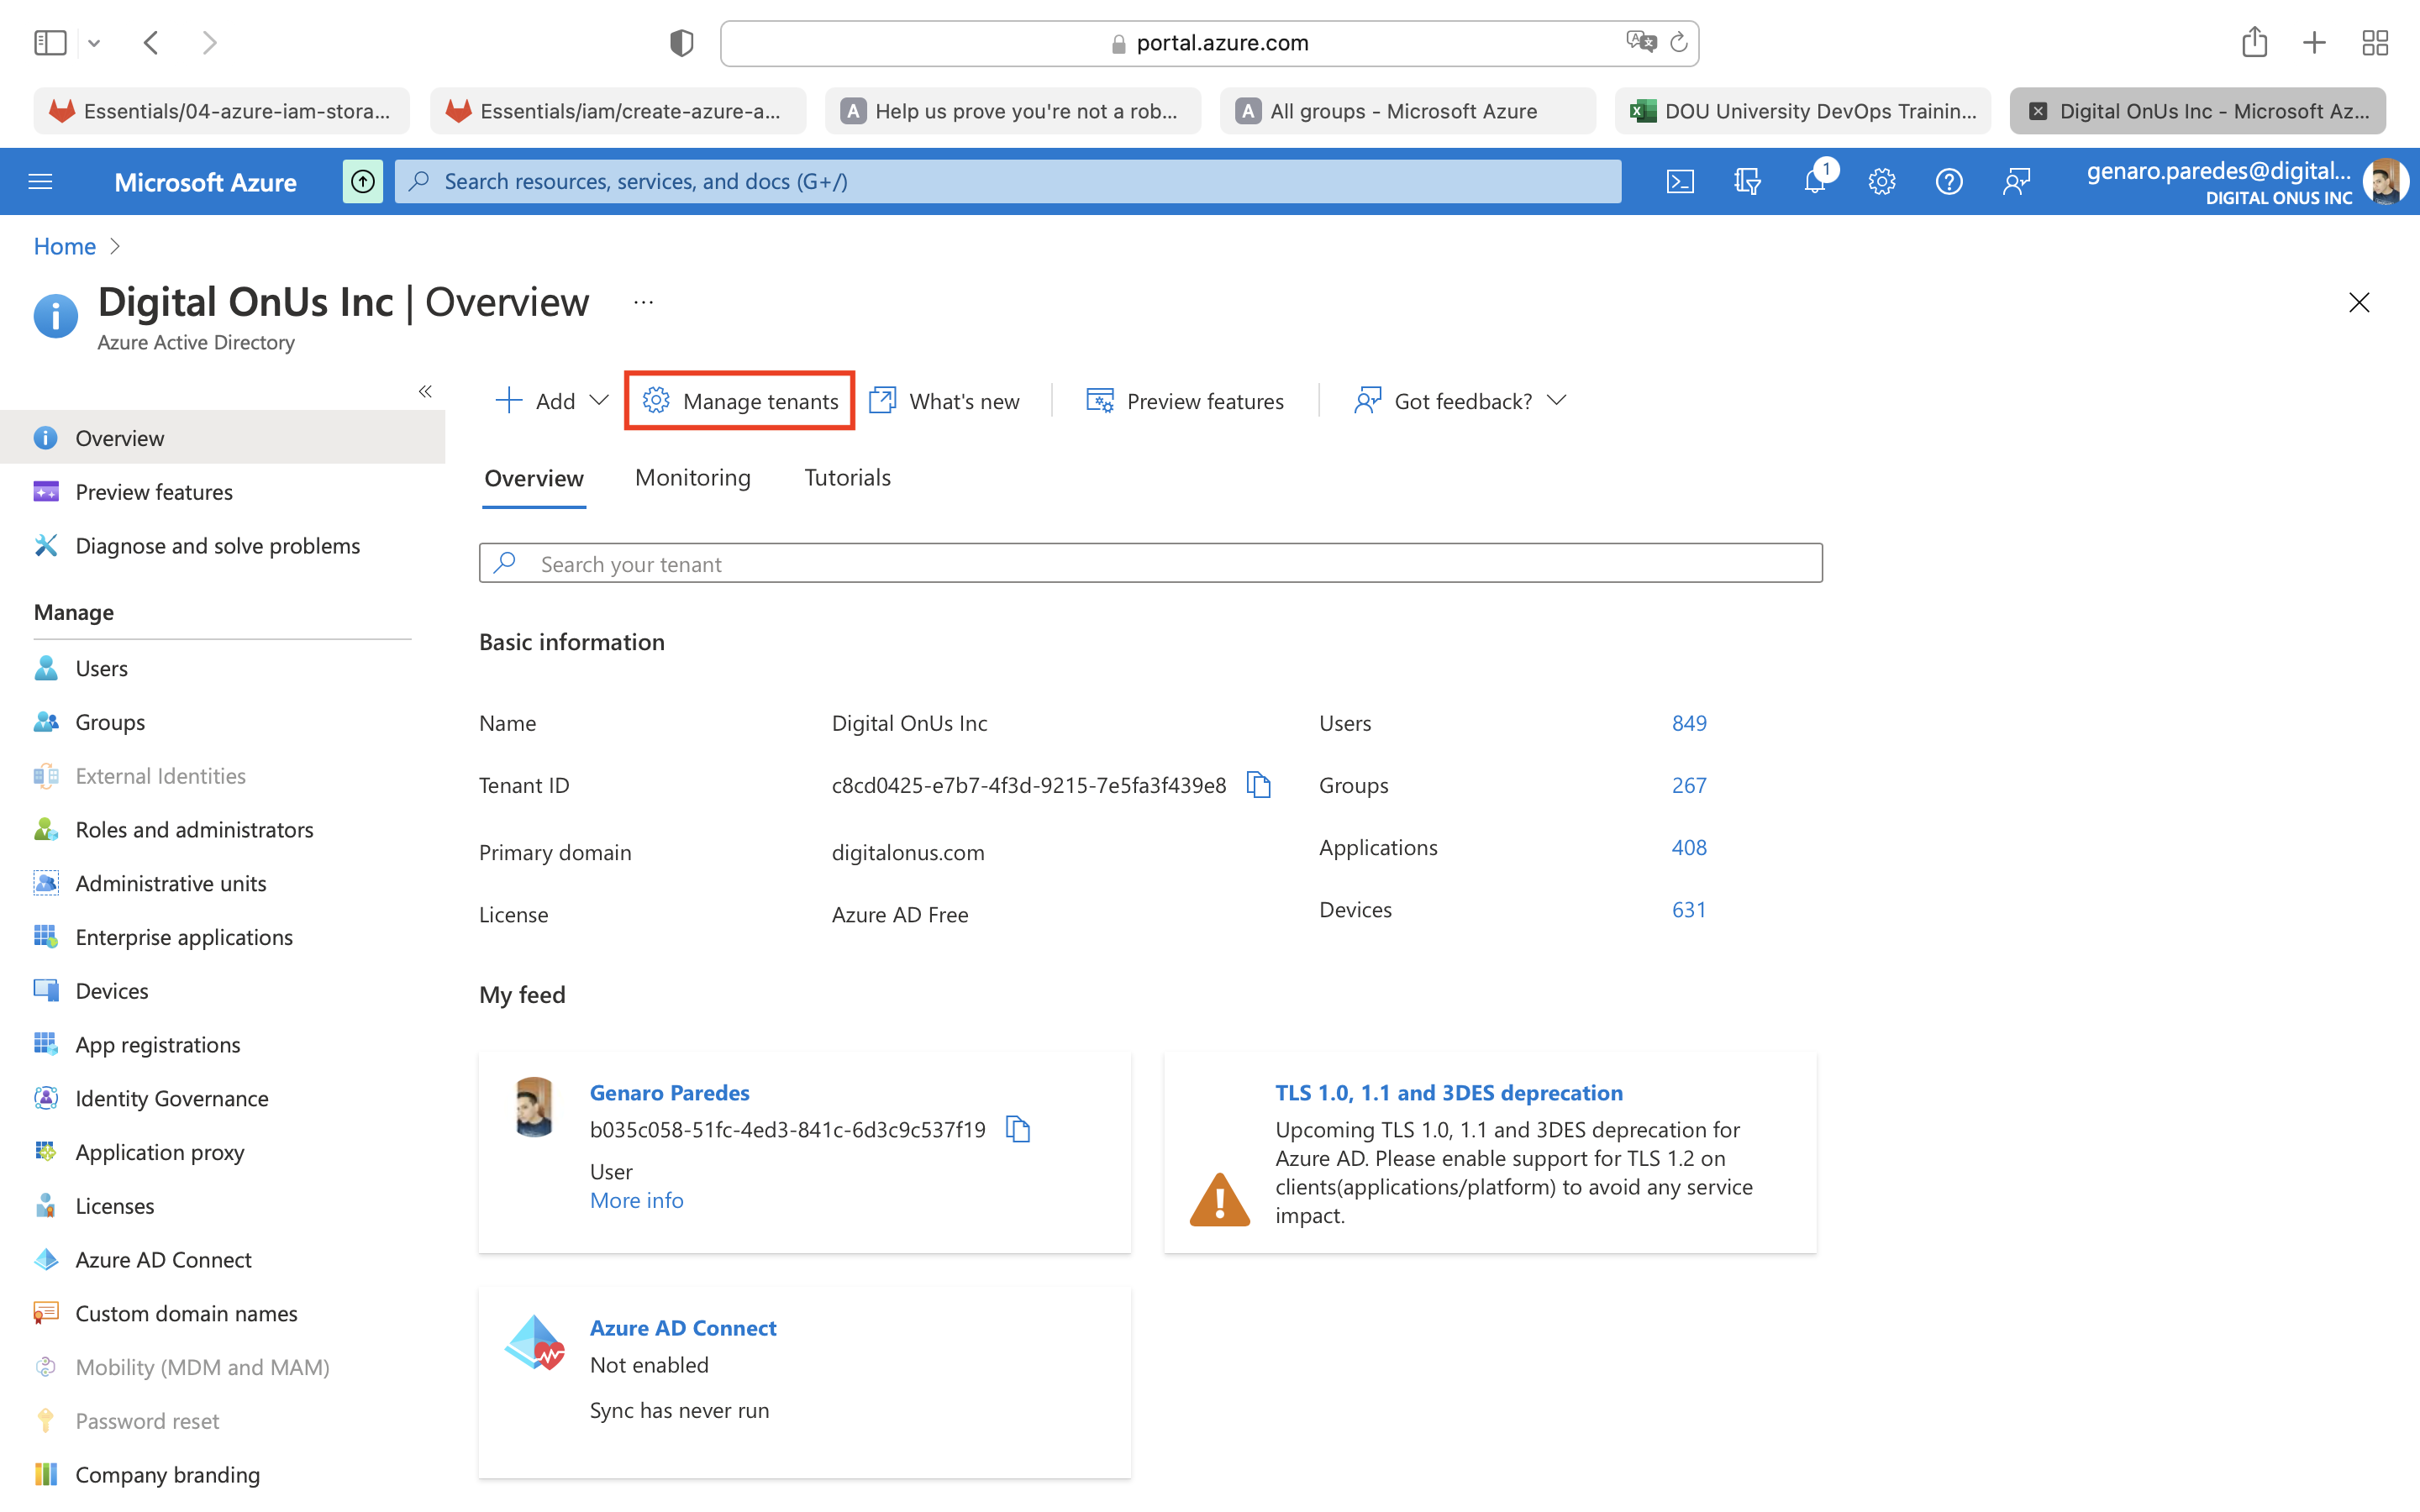 portal.azure.com
Essentials/04-azure-iam-stora...
Essentials/iam/create-azure-a...
A Help us prove you're not a rob...
A All groups - Microsoft Azure
DOU University DevOps Trainin...
Digital OnUs Inc - Microsoft Az...
Microsoft Azure
Search resources, services, and docs (G+/)
1
genaro.paredes@digital...
DIGITAL ONUS INC
Home
Digital OnUs Inc | Overview ...
Azure Active Directory
Add
Manage tenants
What's new
Preview features
Got feedback?
Overview
Preview features
Diagnose and solve problems
Manage
Users
Groups
External Identities
Roles and administrators
Administrative units
Enterprise applications
Devices
App registrations
Identity Governance
Application proxy
Licenses
Azure AD Connect
Custom domain names
Mobility (MDM and MAM)
Password reset
Company branding
Overview
Monitoring
Tutorials
Search your tenant
Basic information
Name Digital OnUs Inc
Tenant ID c8cd0425-e7b7-4f3d-9215-7e5fa3f439e8
Primary domain digitalonus.com
License Azure AD Free
Users 849
Groups 267
Applications 408
Devices 631
My feed
Genaro Paredes
b035c058-51fc-4ed3-841c-6d3c9c537f19
User
More info
TLS 1.0, 1.1 and 3DES deprecation
Upcoming TLS 1.0, 1.1 and 3DES deprecation for
Azure AD. Please enable support for TLS 1.2 on
clients(applications/platform) to avoid any service
impact.
Azure AD Connect
Not enabled
Sync has never run